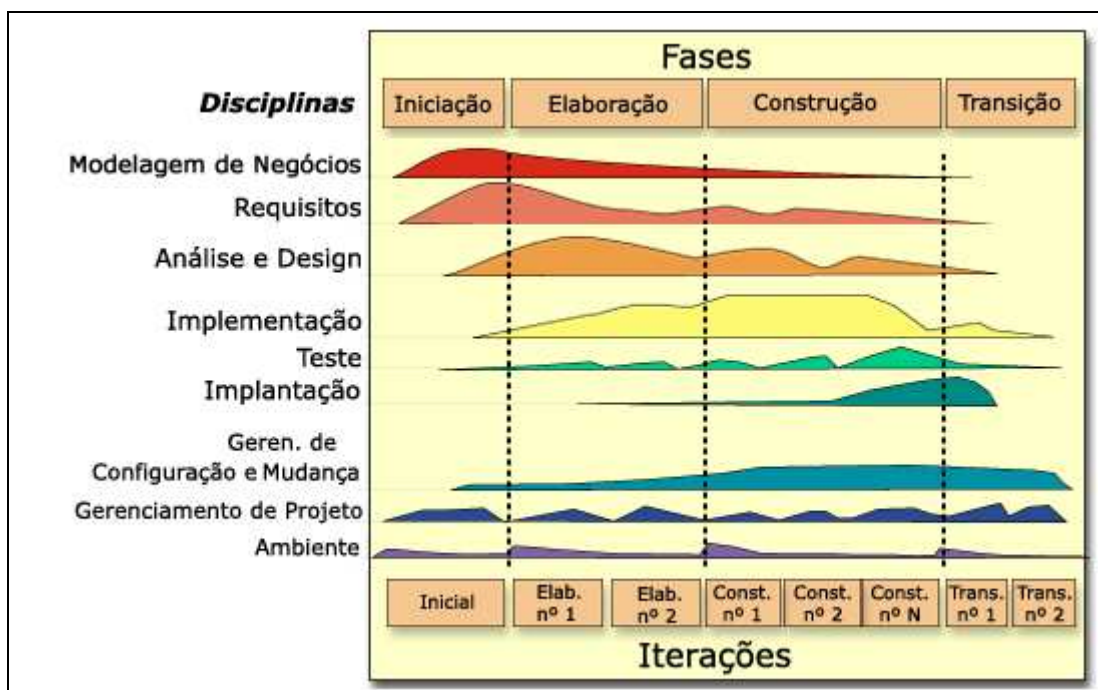 Fases
Disciplinas
Iniciação
Elaboração
Construção
Transição
Modelagem de Negócios
Requisitos
Análise e Design
Implementação
Teste
Implantação
Geren. de
Configuração e Mudança
Gerenciamento de Projeto
Ambiente
Inicial
Elab.
nº 1
Elab.
nº 2
Const.
nº 1
Const.
nº 2
Const.
nº N
Trans.
nº 1
Trans.
nº 2
Iterações